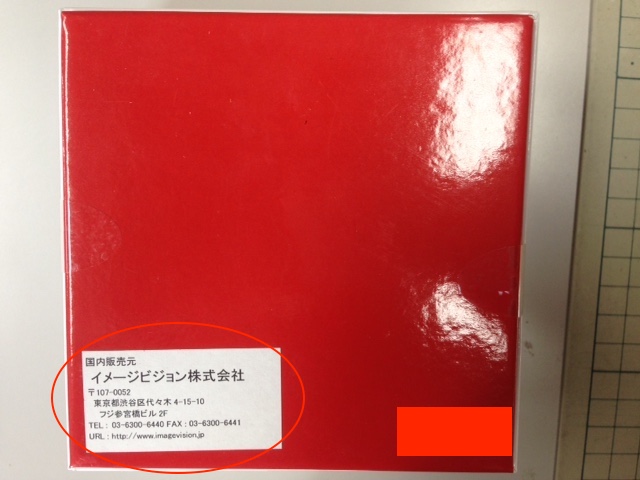 国内販売元
イメージビジョン株式会社
〒107-0052
東京都渋谷区代々木 4-15-10
フジ参宮橋ビル 2F
TEL : 03-6300-6440 FAX : 03-6300-6441
URL : http://www.imagevision.jp